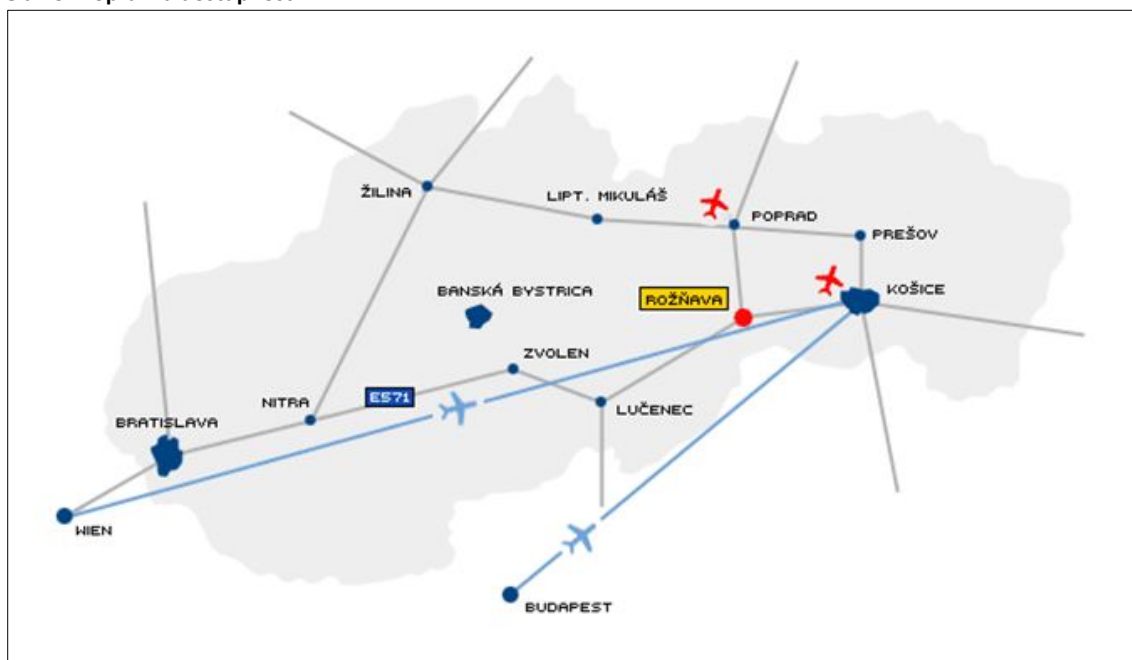 ŽILINA
LIPT. MIKULÁŠ
POPRAD
PREŠOV
BANSKÁ BYSTRICA
ROŽŇAVA
KOŠICE
ZVOLEN
E571
NITRA
LUČENEC
BRATISLAVA
WIEN
BUDAPEST